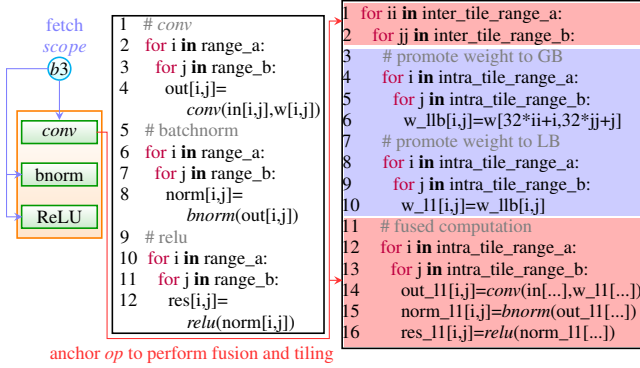 fetch
scope
b3
conv
bnorm
ReLU
1 # conv
2 for i in range_a:
3 for j in range_b:
4 out[i,j]=
conv(in[i,j],w[i,j])
5 # batchnorm
6 for i in range_a:
7 for j in range_b:
8 norm[i,j]=
bnorm(out[i,j])
9 # relu
10 for i in range_a:
11 for j in range_b:
12 res[i,j]=
relu(norm[i,j])
1 for ii in inter_tile_range_a:
2 for jj in inter_tile_range_b:
3 # promote weight to GB
4 for i in intra_tile_range_a:
5 for j in intra_tile_range_b:
6 w_llb[i,j]=w[32*ii+i,32*jj+j]
7 # promote weight to LB
8 for i in intra_tile_range_a:
9 for j in intra_tile_range_b:
10 w_l1[i,j]=w_llb[i,j]
11 # fused computation
12 for i in intra_tile_range_a:
13 for j in intra_tile_range_b:
14 out_l1[i,j]=conv(in[...],w_l1[...])
15 norm_l1[i,j]=bnorm(out_l1[...])
16 res_l1[i,j]=relu(norm_l1[...])
anchor op to perform fusion and tiling